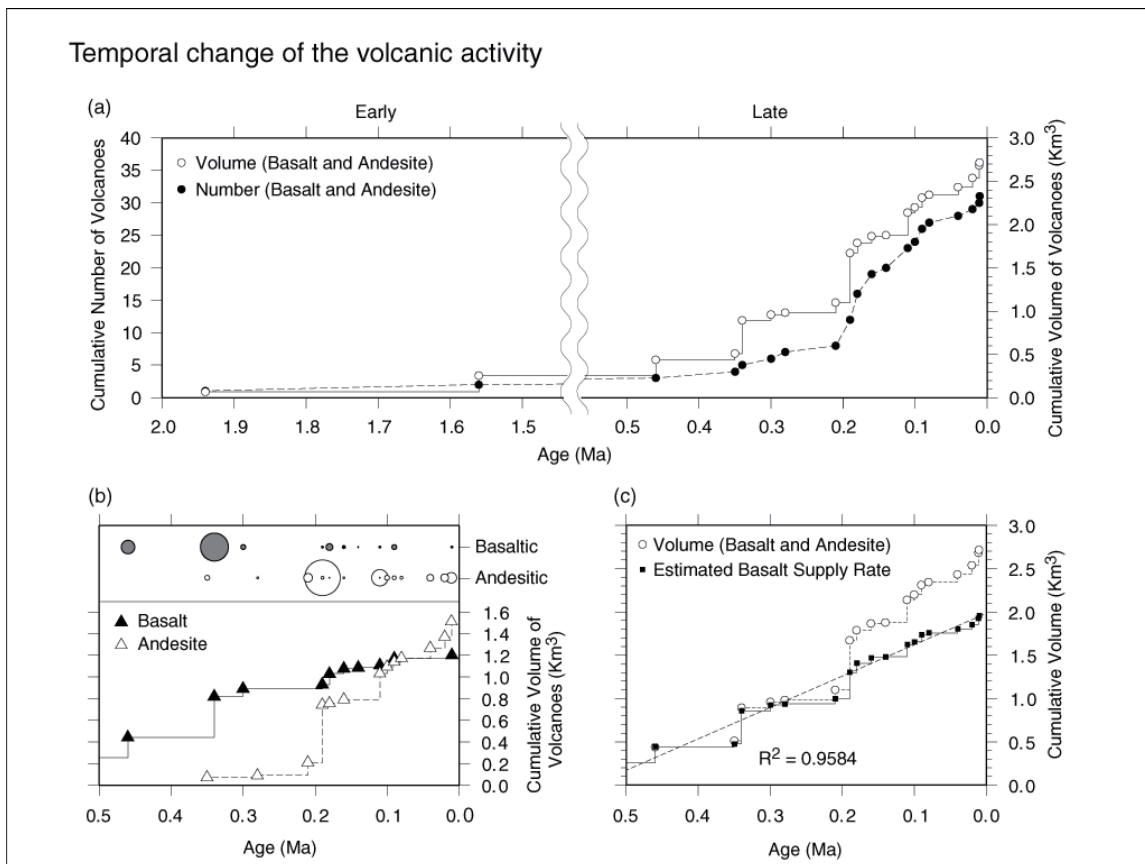 Temporal change of the volcanic activity
(a)
Early
Late
Cumulative Number of Volcanoes
40
35
30
25
20
15
10
5
0
Volume (Basalt and Andesite)
Number (Basalt and Andesite)
3.0
2.5
2.0
1.5
1.0
0.5
0.0
Cumulative Volume of Volcanoes (Km³)
2.0 1.9 1.8 1.7 1.6 1.5 0.5 0.4 0.3 0.2 0.1 0.0
Age (Ma)
(b)
Basaltic
Andesitic
Basalt
Andesite
1.6
1.4
1.2
1.0
0.8
0.6
0.4
0.2
0.0
Cumulative Volume of
Volcanoes (Km³)
0.5 0.4 0.3 0.2 0.1 0.0
Age (Ma)
(c)
Volume (Basalt and Andesite)
Estimated Basalt Supply Rate
R² = 0.9584
3.0
2.5
2.0
1.5
1.0
0.5
0.0
Cumulative Volume (Km³)
0.5 0.4 0.3 0.2 0.1 0.0
Age (Ma)